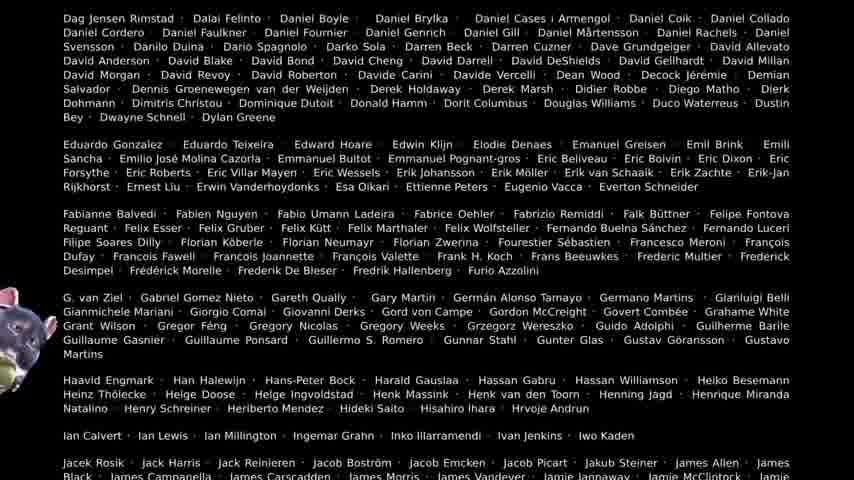 Dag Jensen Rimstad · Dalai Felinto · Daniel Boyle · Daniel Brylka · Daniel Cases i Armengol · Daniel Coik · Daniel Collado
Daniel Cordero · Daniel Faulkner · Daniel Fournier · Daniel Genrich · Daniel Gill · Daniel Mårtensson · Daniel Rachels · Daniel
Svensson · Danilo Duina · Dario Spagnolo · Darko Sola · Darren Beck · Darren Cuzner · Dave Grundgeiger · David Allevato
David Anderson · David Blake · David Bond · David Cheng · David Darrell · David DeShields · David Gellhardt · David Millan
David Morgan · David Revoy · David Roberton · Davide Carini · Davide Vercelli · Dean Wood · Decock Jérémie · Demian
Salvador · Dennis Groenewegen van der Weijden · Derek Holdaway · Derek Marsh · Didier Robbe · Diego Matho · Dierk
Dohmann · Dimitris Christou · Dominique Dutoit · Donald Hamm · Dorit Columbus · Douglas Williams · Duco Waterreus · Dustin
Bey · Dwayne Schnell · Dylan Greene
Eduardo Gonzalez · Eduardo Teixeira · Edward Hoare · Edwin Klijn · Elodie Denaes · Emanuel Greisen · Emil Brink · Emili
Sancha · Emilio José Molina Cazorla · Emmanuel Bultot · Emmanuel Pognant-gros · Eric Beliveau · Eric Boivin · Eric Dixon · Eric
Forsythe · Eric Roberts · Eric Villar Mayen · Eric Wessels · Erik Johansson · Erik Möller · Erik van Schaaik · Erik Zachte · Erik-Jan
Rijkhorst · Ernest Liu · Erwin Vanderhoydonks · Esa Oikari · Ettienne Peters · Eugenio Vacca · Everton Schneider
Fabianne Balvedi · Fabien Nguyen · Fabio Umann Ladeira · Fabrice Oehler · Fabrizio Remiddi · Falk Büttner · Felipe Fontova
Reguant · Felix Esser · Felix Gruber · Felix Kütt · Felix Marthaler · Felix Wolfsteller · Fernando Buelna Sánchez · Fernando Luceri
Filipe Soares Dilly · Florian Köberle · Florian Neumayr · Florian Zwerina · Fourestier Sébastien · Francesco Meroni · François
Dufay · Francois Fawell · Francois Joannette · François Valette · Frank H. Koch · Frans Beeuwkes · Frederic Multier · Frederick
Desimpel · Frédérick Morelle · Frederik De Bleser · Fredrik Hallenberg · Furio Azzolini
G. van Ziel · Gabriel Gomez Nieto · Gareth Qually · Gary Martin · Germán Alonso Tamayo · Germano Martins · Gianluigi Belli
Gianmichele Mariani · Giorgio Comai · Giovanni Derks · Gord von Campe · Gordon McCreight · Govert Combée · Grahame White
Grant Wilson · Gregor Féng · Gregory Nicolas · Gregory Weeks · Grzegorz Wereszko · Guido Adolphi · Guilherme Barile
Guillaume Gasnier · Guillaume Ponsard · Guillermo S. Romero · Gunnar Stahl · Gunter Glas · Gustav Göransson · Gustavo
Martins
Haavid Engmark · Han Halewijn · Hans-Peter Bock · Harald Gauslaa · Hassan Gabru · Hassan Williamson · Heiko Besemann
Heinz Thölecke · Helge Doose · Helge Ingvoldstad · Henk Massink · Henk van den Toorn · Henning Jagd · Henrique Miranda
Natalino · Henry Schreiner · Heriberto Mendez · Hideki Saito · Hisahiro Ihara · Hrvoje Andrun
Ian Calvert · Ian Lewis · Ian Millington · Ingemar Grahn · Inko Illarramendi · Ivan Jenkins · Iwo Kaden
Jacek Rosik · Jack Harris · Jack Reinieren · Jacob Boström · Jacob Emcken · Jacob Picart · Jakub Steiner · James Allen · James
Black · James Campanella · James Carscadden · James Morris · James Vandever · Jamie Jannaway · Jamie McClintock · Jamie